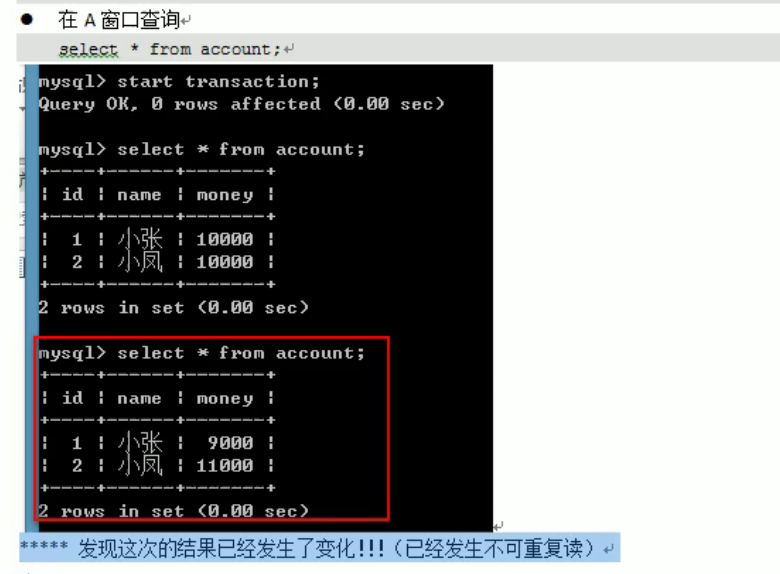 ● 在 A 窗口查询↵
select * from account;↵
mysql> start transaction;
Query OK, 0 rows affected (0.00 sec)
mysql> select * from account;
+----+------+-------+
| id | name | money |
+----+------+-------+
| 1 | 小张 | 10000 |
| 2 | 小凤 | 10000 |
+----+------+-------+
2 rows in set (0.00 sec)
mysql> select * from account;
+----+------+-------+
| id | name | money |
+----+------+-------+
| 1 | 小张 | 9000 |
| 2 | 小凤 | 11000 |
+----+------+-------+
2 rows in set (0.00 sec)
***** 发现这次的结果已经发生了变化!!!（已经发生不可重复读）↵